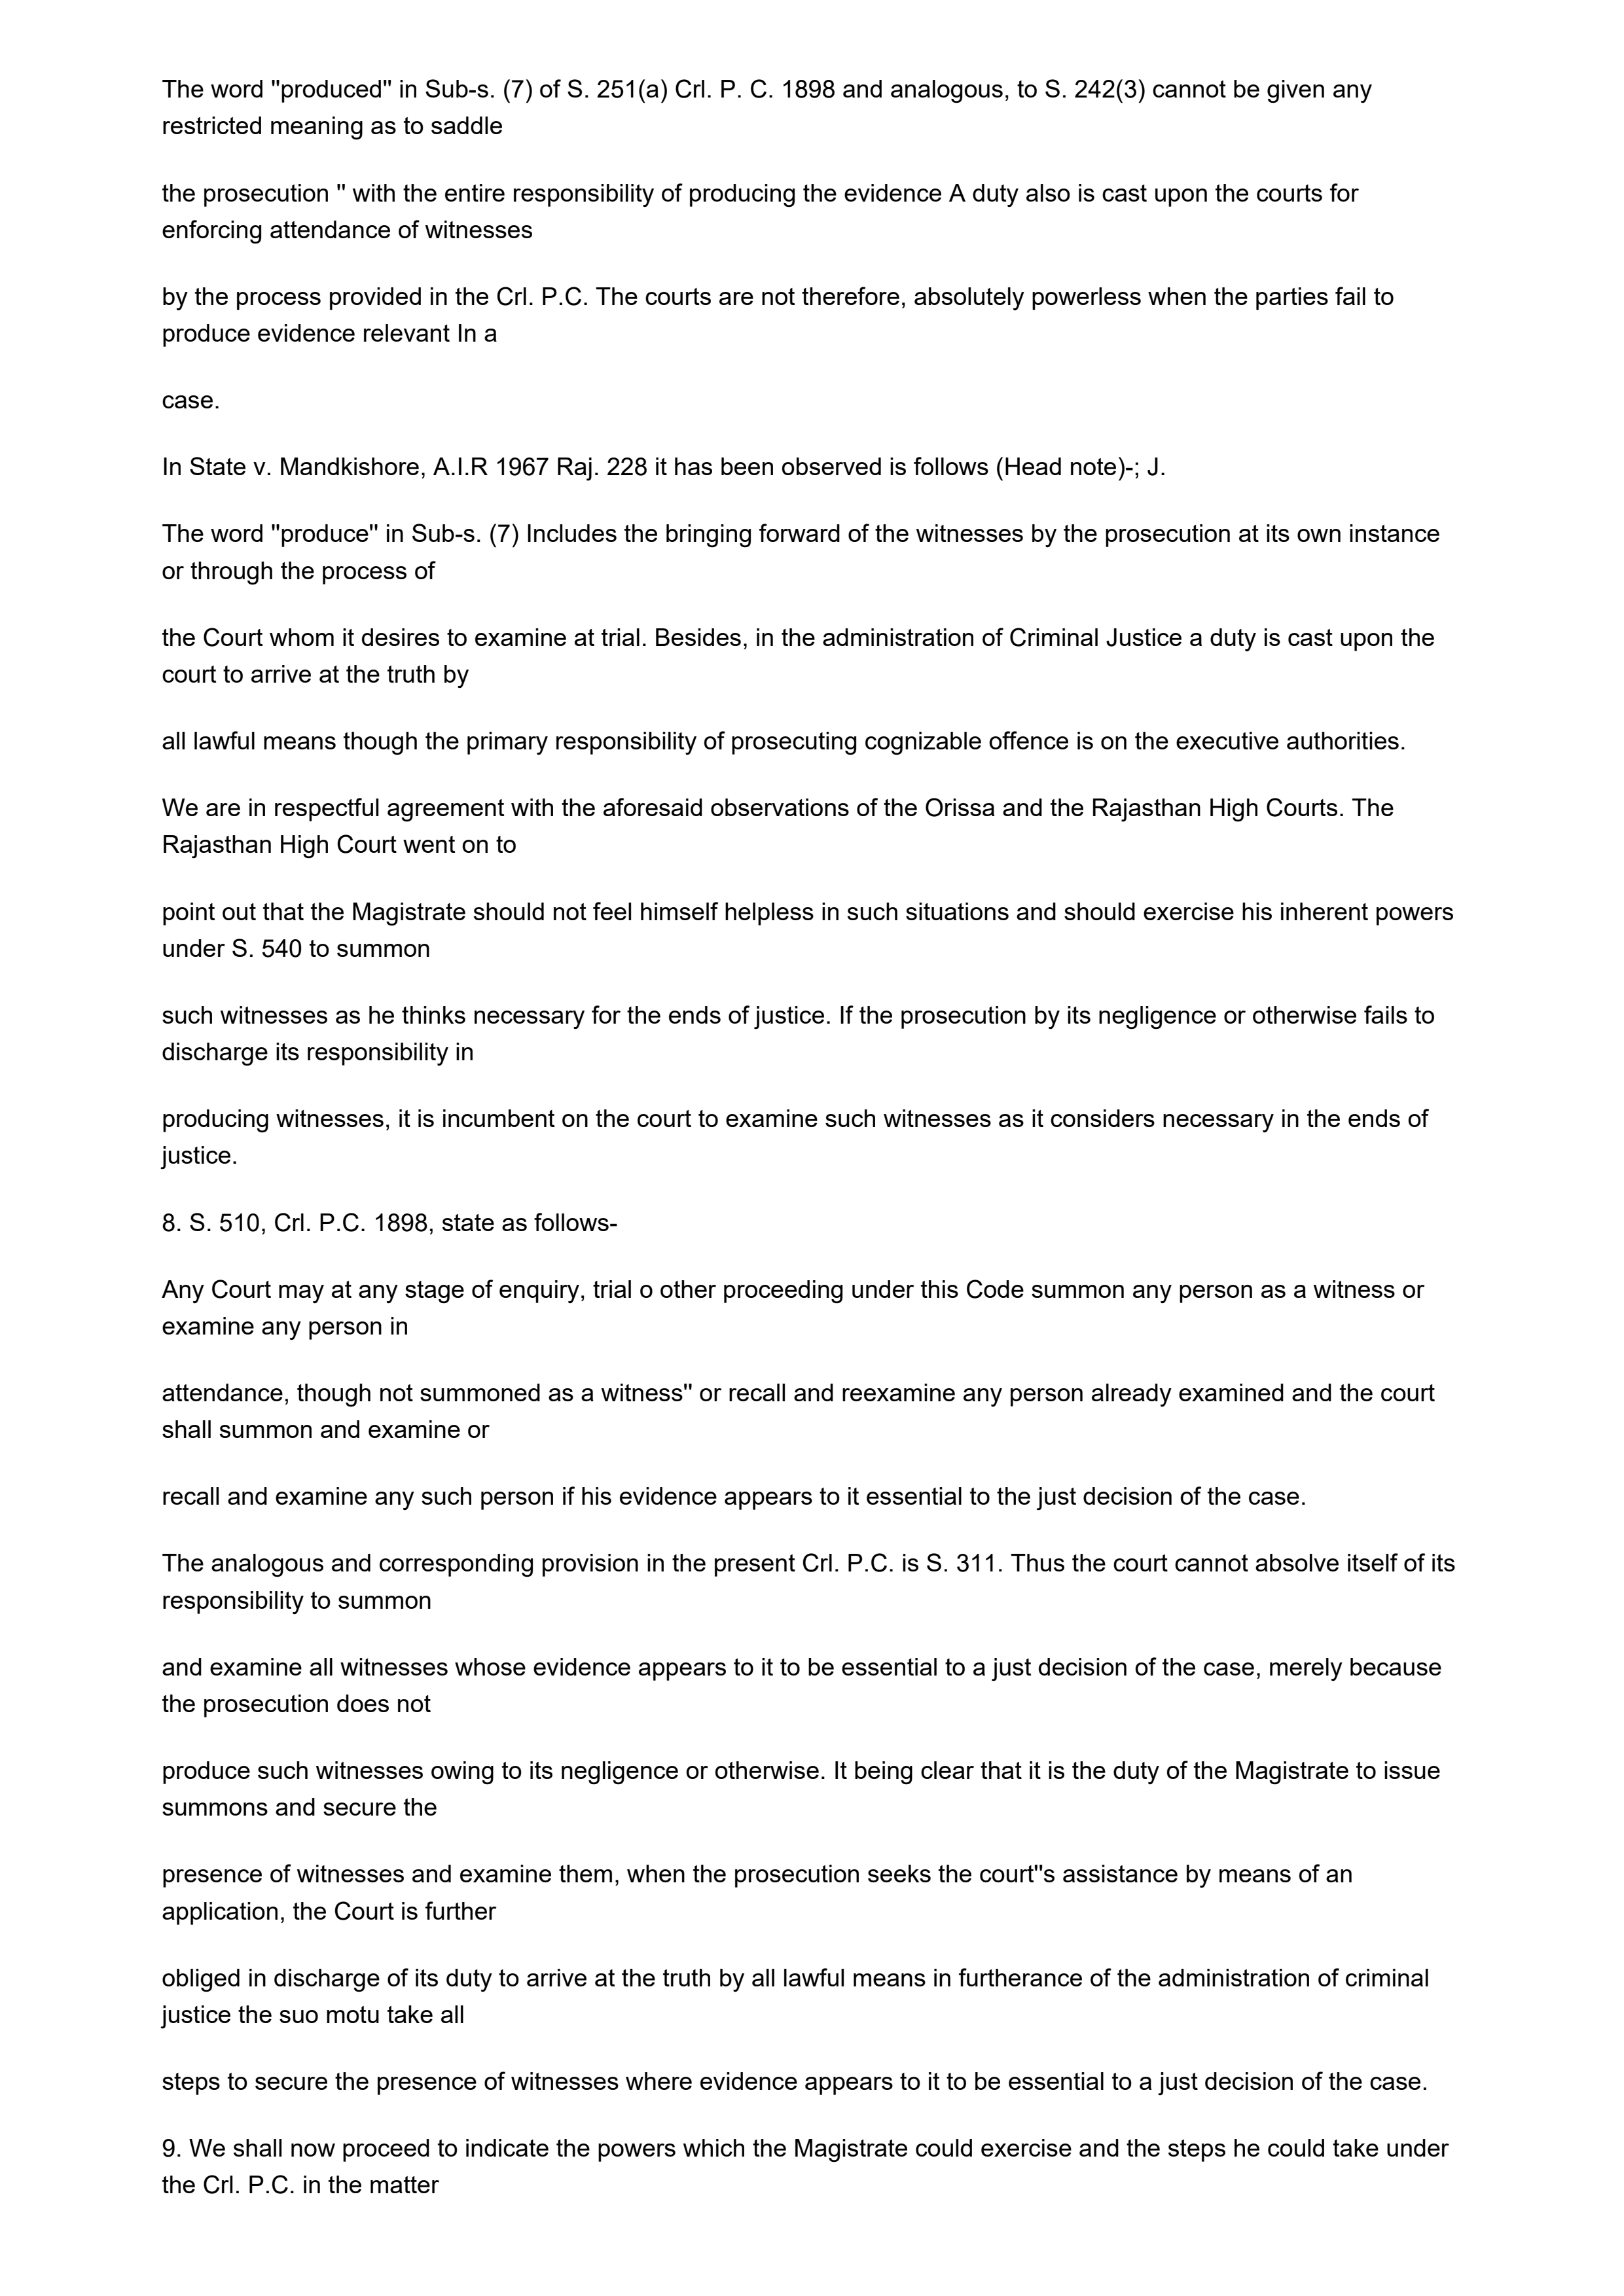 The word "produced" in Sub-s. (7) of S. 251(a) Crl. P. C. 1898 and analogous, to S. 242(3) cannot be given any
restricted meaning as to saddle
the prosecution " with the entire responsibility of producing the evidence A duty also is cast upon the courts for
enforcing attendance of witnesses
by the process provided in the Crl. P.C. The courts are not therefore, absolutely powerless when the parties fail to
produce evidence relevant In a
case.
In State v. Mandkishore, A.I.R 1967 Raj. 228 it has been observed is follows (Head note)-; J.
The word "produce" in Sub-s. (7) Includes the bringing forward of the witnesses by the prosecution at its own instance
or through the process of
the Court whom it desires to examine at trial. Besides, in the administration of Criminal Justice a duty is cast upon the
court to arrive at the truth by
all lawful means though the primary responsibility of prosecuting cognizable offence is on the executive authorities.
We are in respectful agreement with the aforesaid observations of the Orissa and the Rajasthan High Courts. The
Rajasthan High Court went on to
point out that the Magistrate should not feel himself helpless in such situations and should exercise his inherent powers
under S. 540 to summon
such witnesses as he thinks necessary for the ends of justice. If the prosecution by its negligence or otherwise fails to
discharge its responsibility in
producing witnesses, it is incumbent on the court to examine such witnesses as it considers necessary in the ends of
justice.
8. S. 510, Crl. P.C. 1898, state as follows-
Any Court may at any stage of enquiry, trial o other proceeding under this Code summon any person as a witness or
examine any person in
attendance, though not summoned as a witness" or recall and reexamine any person already examined and the court
shall summon and examine or
recall and examine any such person if his evidence appears to it essential to the just decision of the case.
The analogous and corresponding provision in the present Crl. P.C. is S. 311. Thus the court cannot absolve itself of its
responsibility to summon
and examine all witnesses whose evidence appears to it to be essential to a just decision of the case, merely because
the prosecution does not
produce such witnesses owing to its negligence or otherwise. It being clear that it is the duty of the Magistrate to issue
summons and secure the
presence of witnesses and examine them, when the prosecution seeks the court"s assistance by means of an
application, the Court is further
obliged in discharge of its duty to arrive at the truth by all lawful means in furtherance of the administration of criminal
justice the suo motu take all
steps to secure the presence of witnesses where evidence appears to it to be essential to a just decision of the case.
9. We shall now proceed to indicate the powers which the Magistrate could exercise and the steps he could take under
the Crl. P.C. in the matter